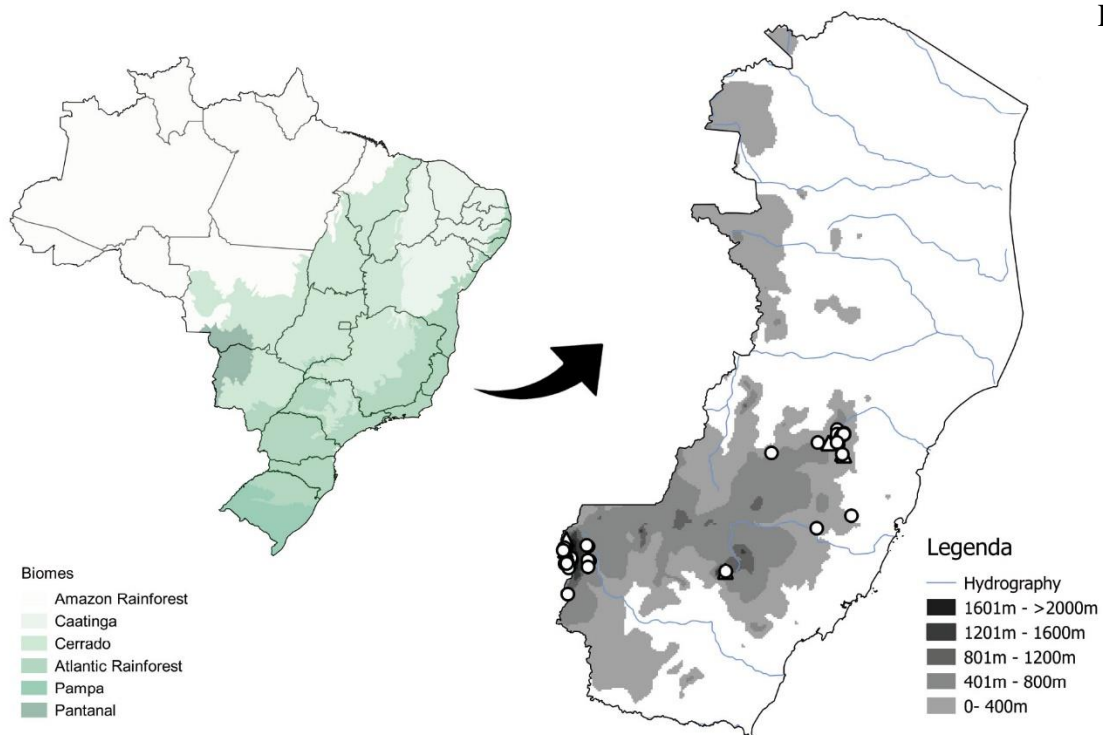 I
Biomes
Amazon Rainforest
Caatinga
Cerrado
Atlantic Rainforest
Pampa
Pantanal
Legenda
Hydrography
1601m - >2000m
1201m - 1600m
801m - 1200m
401m - 800m
0- 400m